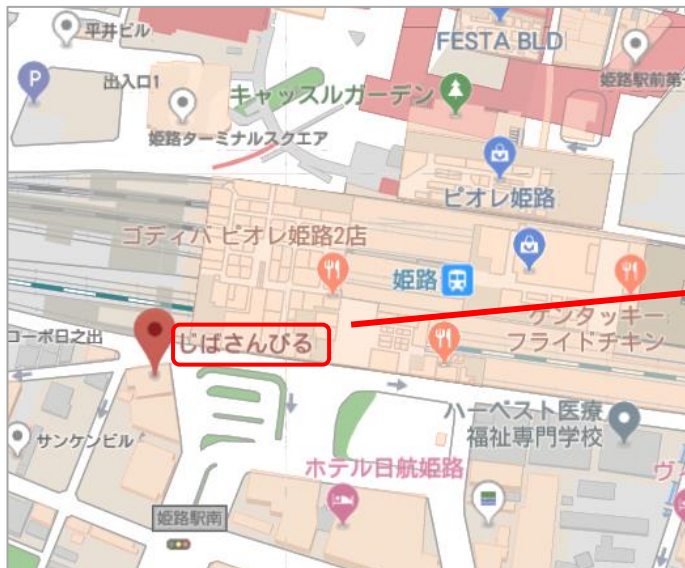 平井ビル
FESTA BLD
出入口1
キャッスルガーデン
姫路駅前第一
姫路ターミナルスクエア
ピオレ姫路
ゴディバ ピオレ姫路2店
姫路
ケンタッキー
フライドチキン
コーポ日之出
じばさんびる
サンケンビル
ハーベスト医療
福祉専門学校
ホテル日航姫路
ヴ
姫路駅南
P